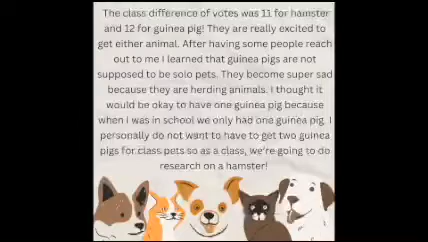 The class difference of votes was 11 for hamster
and 12 for guinea pig! They are really excited to
get either animal. After having some people reach
out to me I learned that guinea pigs are not
supposed to be solo pets. They become super sad
because they are herding animals. I thought it
would be okay to have one guinea pig because
when I was in school we only had one guinea pig. I
personally do not want to have to get two guinea
pigs for class pets so as a class, we're going to do
research on a hamster!